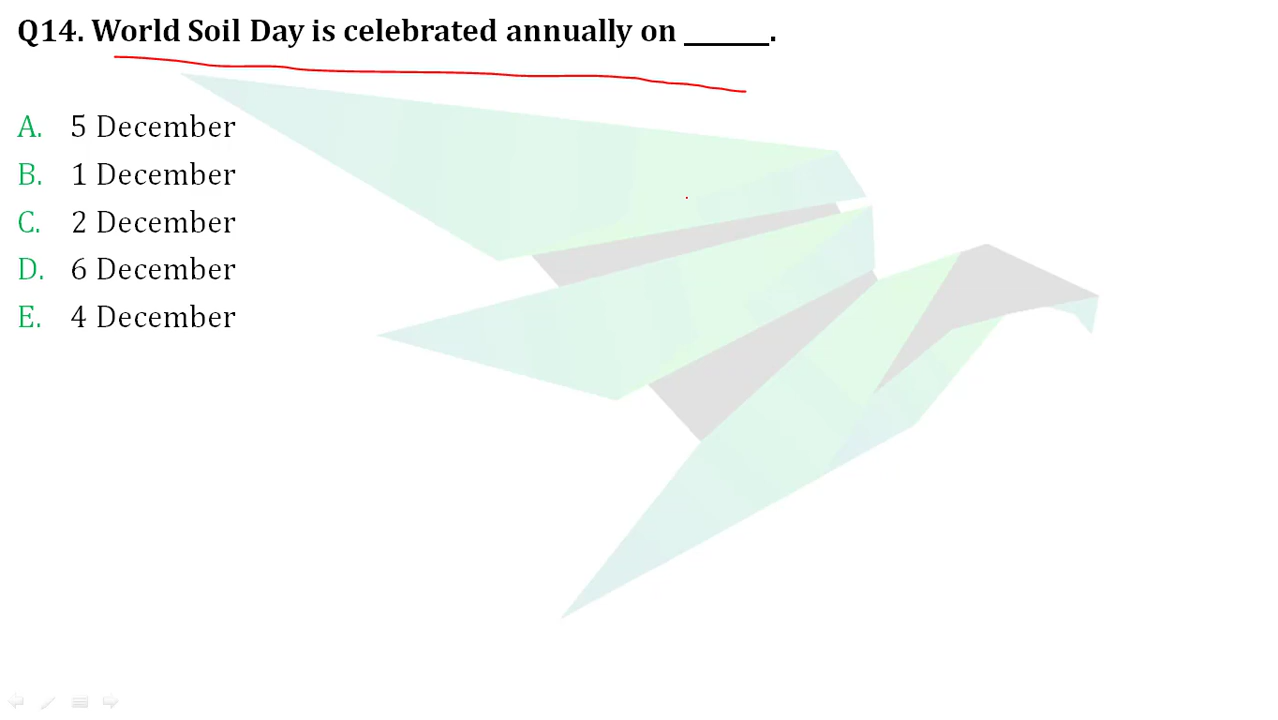 Q14. World Soil Day is celebrated annually on ______.
A. 5 December
B. 1 December
C. 2 December
D. 6 December
E. 4 December